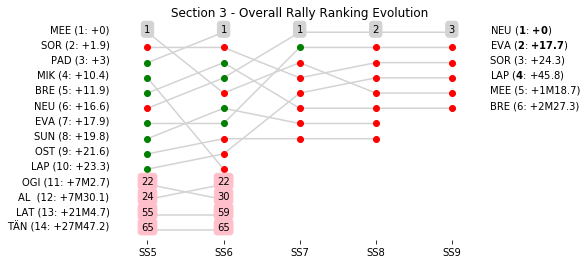 Section 3 - Overall Rally Ranking Evolution
MEE (1: +0) 1 1 1 2 3 NEU (1: +0)
SOR (2: +1.9) EVA (2: +17.7)
PAD (3: +3) SOR (3: +24.3)
MIK (4: +10.4) LAP (4: +45.8)
BRE (5: +11.9) MEE (5: +1M18.7)
NEU (6: +16.6) BRE (6: +2M27.3)
EVA (7: +17.9)
SUN (8: +19.8)
OST (9: +21.6)
LAP (10: +23.3)
OGI (11: +7M2.7) 22 22
AL (12: +7M30.1) 24 30
LAT (13: +21M4.7) 55 59
TÄN (14: +27M47.2) 65 65
SS5 SS6 SS7 SS8 SS9